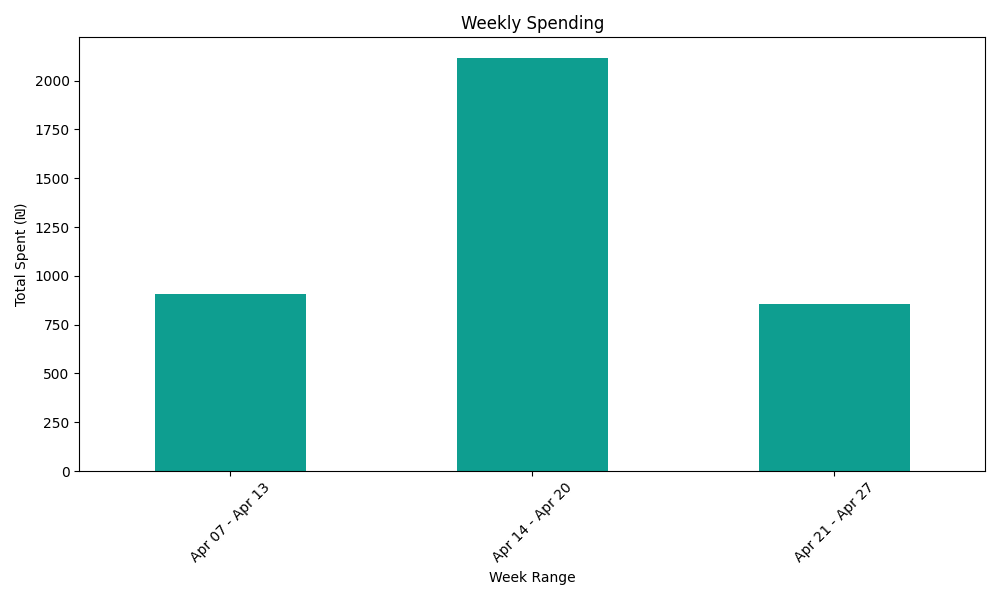 Weekly Spending
Total Spent (₪)
2000
1750
1500
1250
1000
750
500
250
0
Apr 07 - Apr 13
Apr 14 - Apr 20
Apr 21 - Apr 27
Week Range